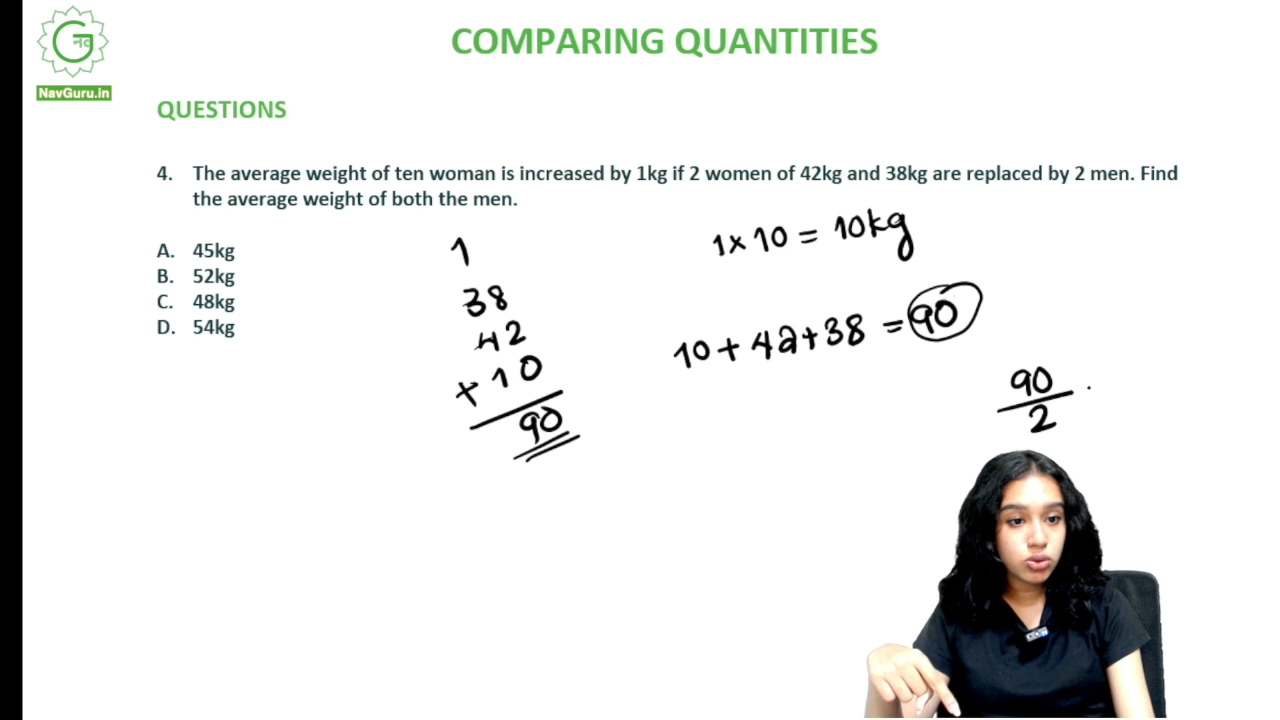 COMPARING QUANTITIES
नव
NavGuru.in
QUESTIONS
4. The average weight of ten woman is increased by 1kg if 2 women of 42kg and 38kg are replaced by 2 men. Find
the average weight of both the men.
A. 45kg
B. 52kg
C. 48kg
D. 54kg
1
38
42
+ 10
90
1 x 10 = 10kg
10 + 42 + 38 = 90
90
2